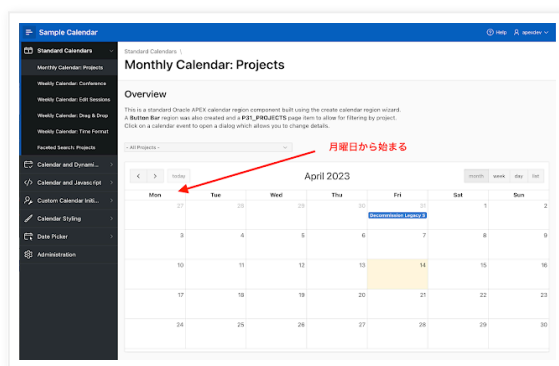 Sample Calendar
Help
apexdev
Standard Calendars
Monthly Calendar: Projects
Weekly Calendar: Conference
Weekly Calendar: Edit Sessions
Weekly Calendar: Drag & Drop
Weekly Calendar: Time Format
Faceted Search: Projects
Calendar and Dynami...
Calendar and Javascript
Custom Calendar Initi...
Calendar Styling
Date Picker
Administration
Standard Calendars \
Monthly Calendar: Projects
Overview
This is a standard Oracle APEX calendar region component built using the create calendar region wizard.
A Button Bar region was also created and a P31_PROJECTS page item to allow for filtering by project.
Click on a calendar event to open a dialog which allows you to change details.
- All Projects -
月曜日から始まる
today
April 2023
month week day list
Mon Tue Wed Thu Fri Sat Sun
27 28 29 30 31 1 2
Decommission Legacy S
3 4 5 6 7 8 9
10 11 12 13 14 15 16
17 18 19 20 21 22 23
24 25 26 27 28 29 30